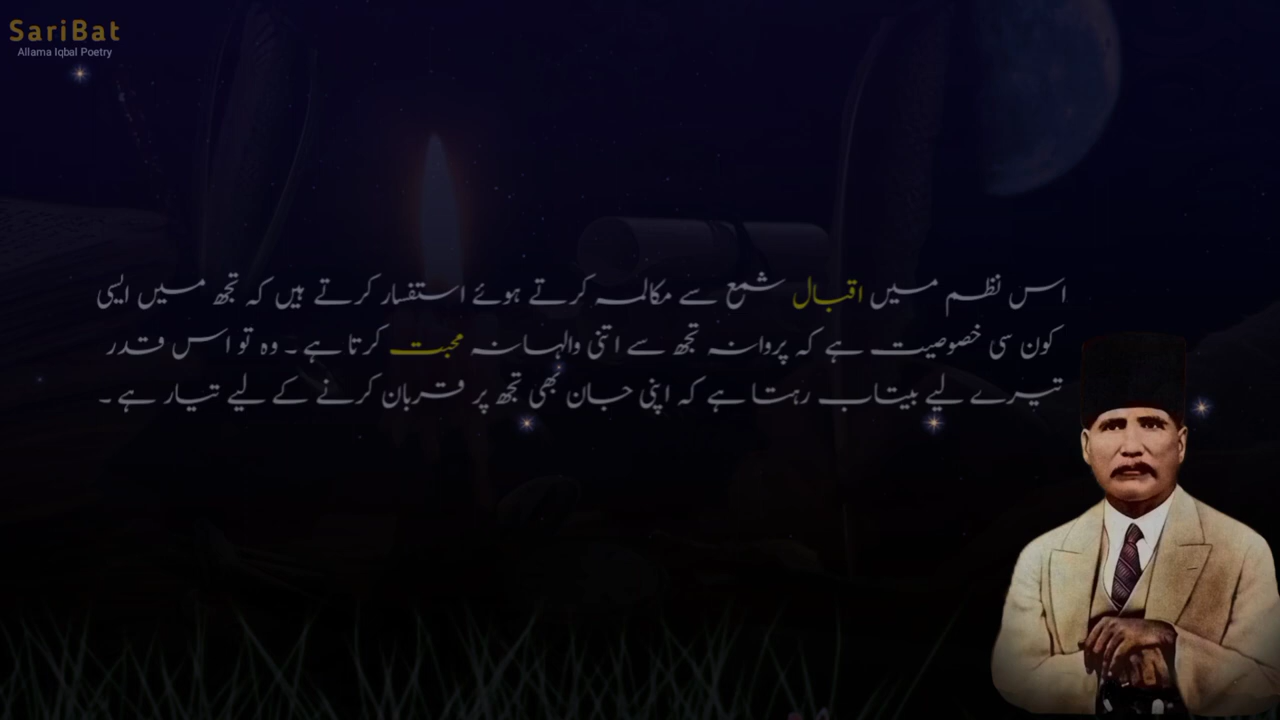 SariBat
Allama Iqbal Poetry
اس نظم میں اقبال شمع سے مکالمہ کرتے ہوئے استفسار کرتے ہیں کہ تجھ میں ایسی
کون سی خصوصیت ہے کہ پروانہ تجھ سے اتنی والہانہ محبت کرتا ہے ۔ وہ تو اس قدر
تیرے لیے بیتاب رہتا ہے کہ اپنی جان بھی تجھ پر قربان کرنے کے لیے تیار ہے ۔